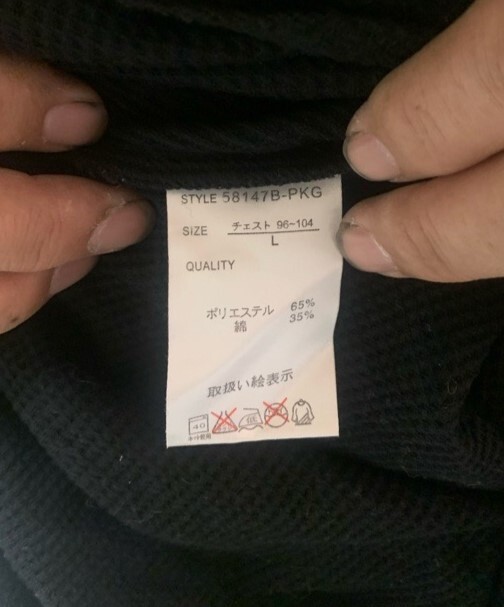 STYLE 58147B-PKG
SIZE チェスト 96~104
L
QUALITY
ポリエステル 65%
綿 35%
取扱い絵表示
40 低